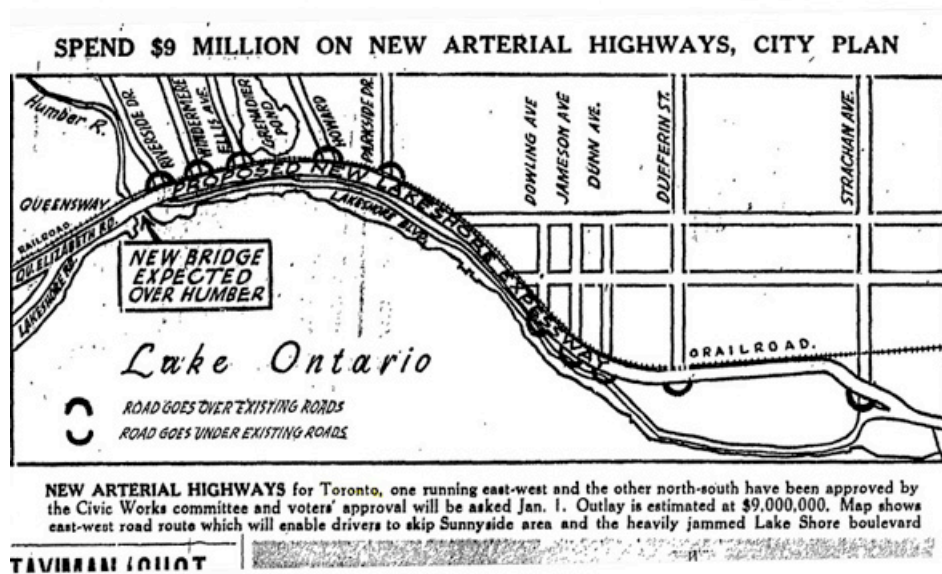 SPEND $9 MILLION ON NEW ARTERIAL HIGHWAYS, CITY PLAN
Humber R.
RIVERSIDE DR.
WINDERMERE
ELLIS AVE.
GRENADIER
POND
HOWARD
PARKSIDE DR.
DOWLING AVE
JAMESON AVE
DUNN AVE.
DUFFERIN ST.
STRACHAN AVE.
QUEENSWAY
RAILROAD
QU. ELIZABETH RD.
LAKESHORE RD.
PROPOSED NEW LAKESHORE EXPESSWAY
LAKESHORE BLVD.
NEW BRIDGE
EXPECTED
OVER HUMBER
RAILROAD.
Lake Ontario
ROAD GOES OVER EXISTING ROADS
ROAD GOES UNDER EXISTING ROADS
NEW ARTERIAL HIGHWAYS for Toronto, one running east-west and the other north-south have been approved by
the Civic Works committee and voters' approval will be asked Jan. 1. Outlay is estimated at $9,000,000. Map shows
east-west road route which will enable drivers to skip Sunnyside area and the heavily jammed Lake Shore boulevard